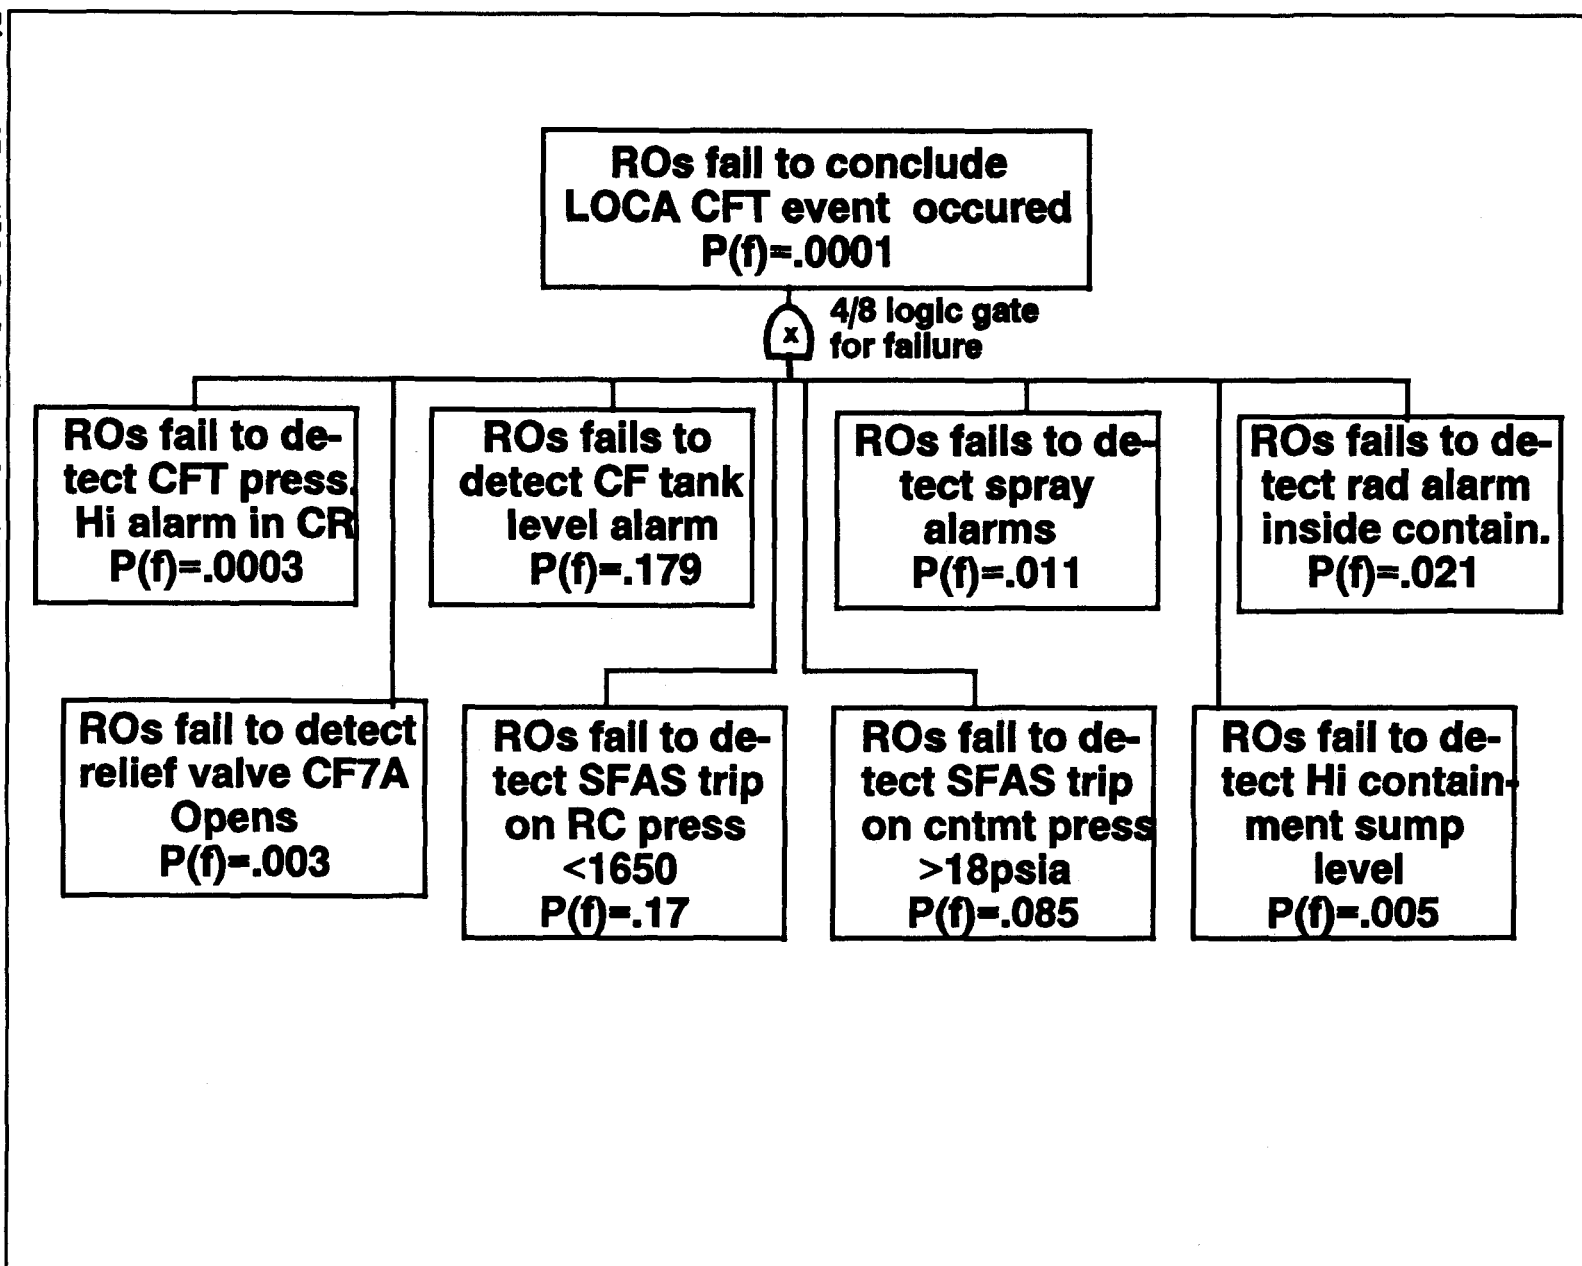 ROs fail to conclude
LOCA CFT event occured
P(f)=.0001
4/8 logic gate
for failure
x
ROs fail to de-
tect CFT press.
Hi alarm in CR
P(f)=.0003
ROs fails to
detect CF tank
level alarm
P(f)=.179
ROs fails to de-
tect spray
alarms
P(f)=.011
ROs fails to de-
tect rad alarm
inside contain.
P(f)=.021
ROs fail to detect
relief valve CF7A
Opens
P(f)=.003
ROs fail to de-
tect SFAS trip
on RC press
<1650
P(f)=.17
ROs fail to de-
tect SFAS trip
on cntmt press
>18psia
P(f)=.085
ROs fail to de-
tect Hi contain-
ment sump
level
P(f)=.005